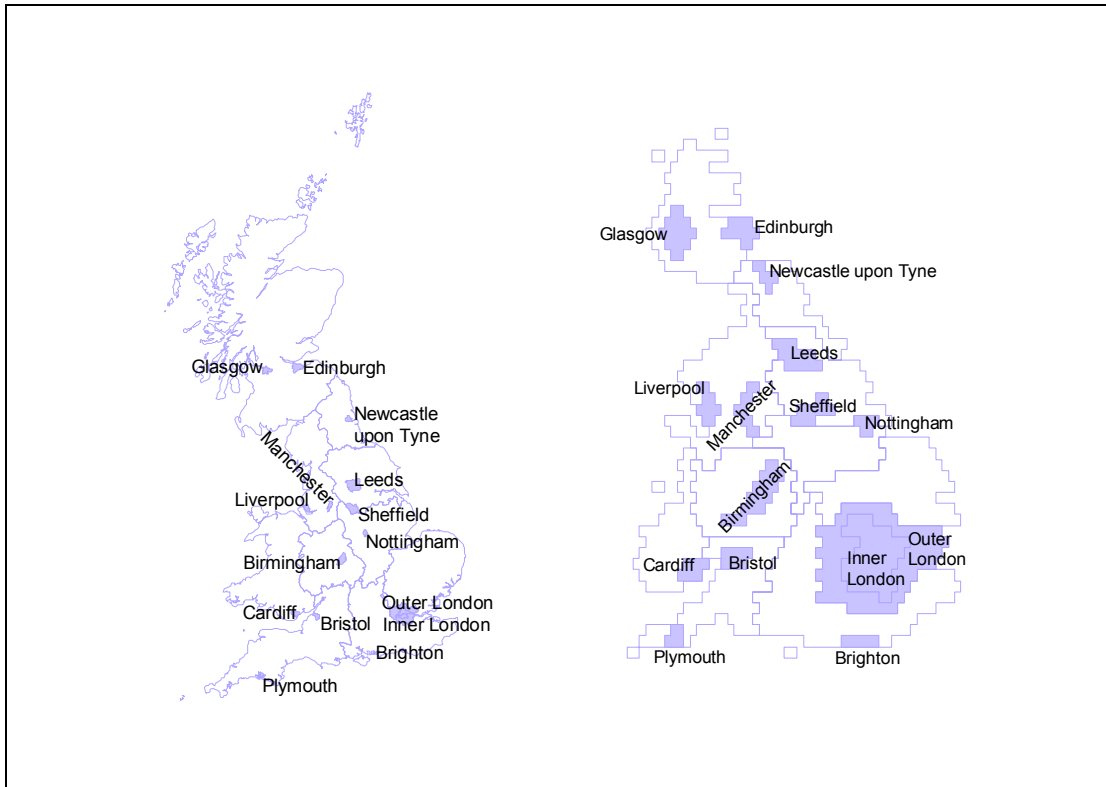 Glasgow
Edinburgh
Newcastle
upon Tyne
Manchester
Leeds
Liverpool
Sheffield
Nottingham
Birmingham
Outer London
Cardiff
Bristol
Inner London
Brighton
Plymouth
Glasgow
Edinburgh
Newcastle upon Tyne
Leeds
Liverpool
Manchester
Sheffield
Nottingham
Birmingham
Outer
London
Inner
London
Cardiff
Bristol
Plymouth
Brighton